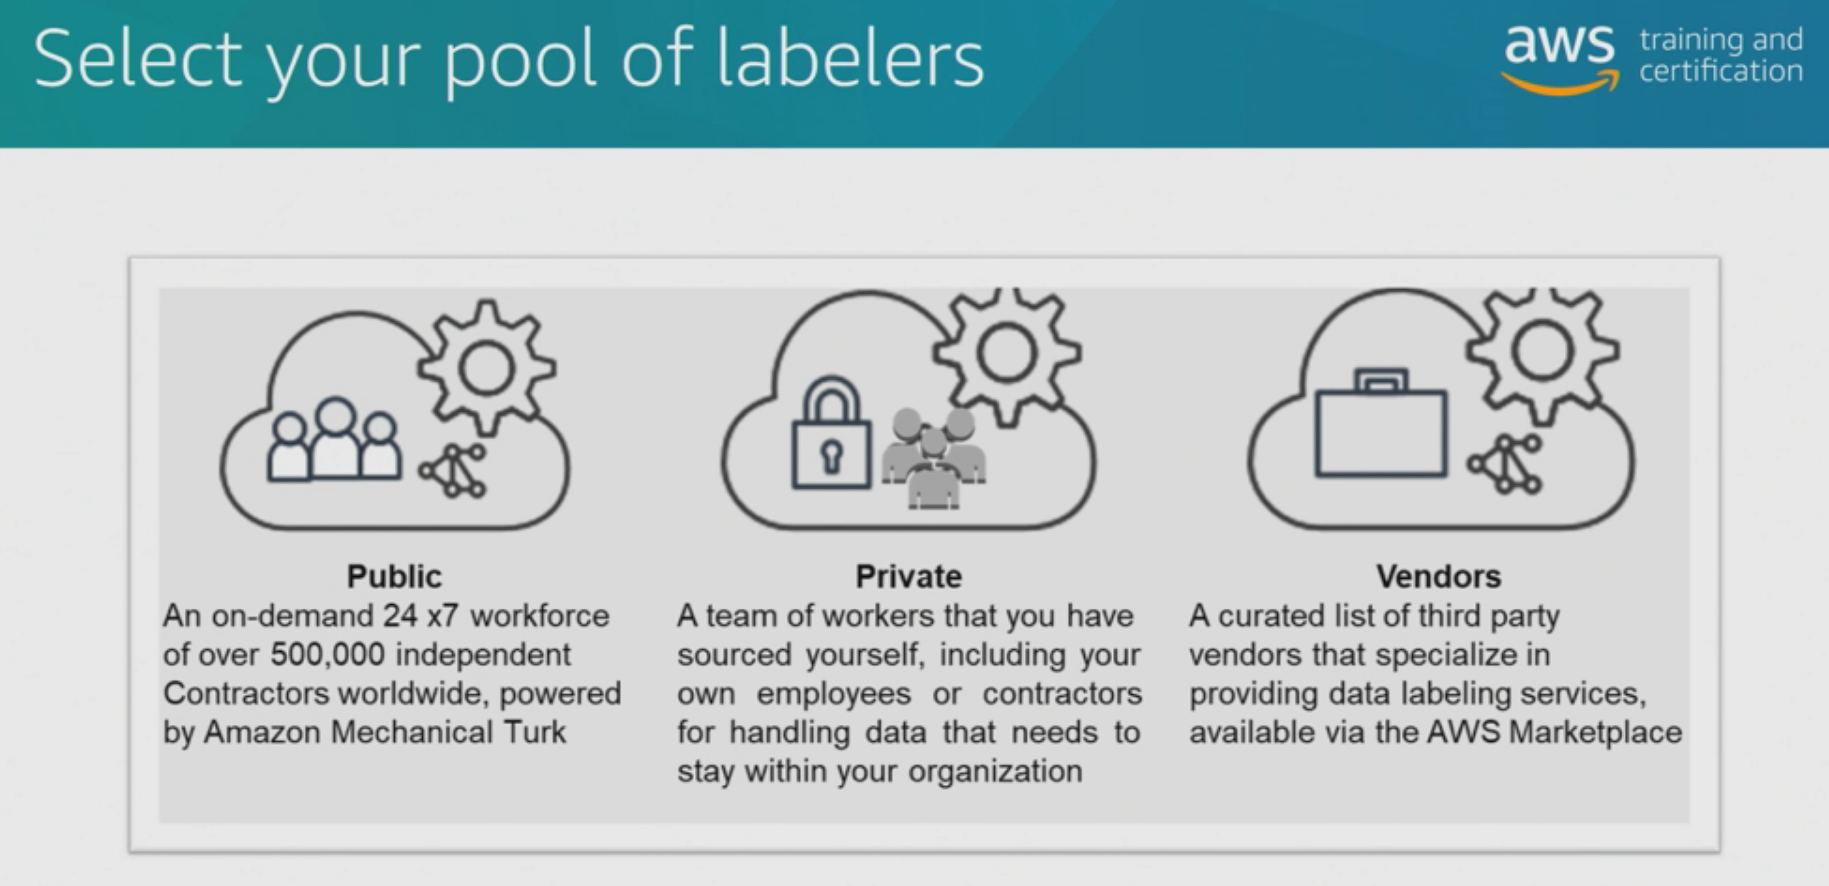 Select your pool of labelers
aws training and
certification
Public
An on-demand 24 x7 workforce
of over 500,000 independent
Contractors worldwide, powered
by Amazon Mechanical Turk
Private
A team of workers that you have
sourced yourself, including your
own employees or contractors
for handling data that needs to
stay within your organization
Vendors
A curated list of third party
vendors that specialize in
providing data labeling services,
available via the AWS Marketplace